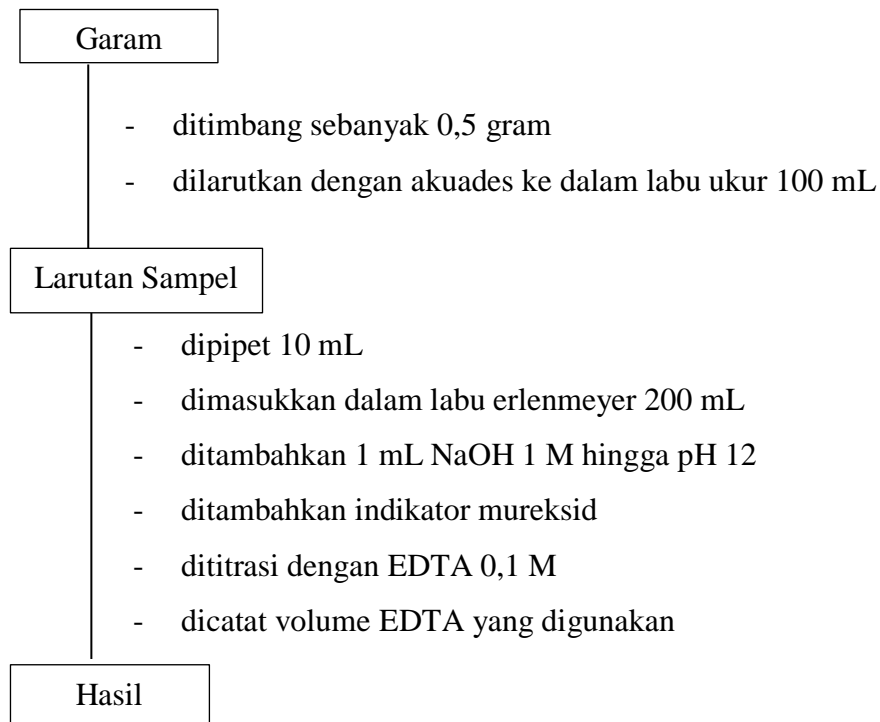 Garam
- ditimbang sebanyak 0,5 gram
- dilarutkan dengan akuades ke dalam labu ukur 100 mL
Larutan Sampel
- dipipet 10 mL
- dimasukkan dalam labu erlenmeyer 200 mL
- ditambahkan 1 mL NaOH 1 M hingga pH 12
- ditambahkan indikator mureksid
- dititrasi dengan EDTA 0,1 M
- dicatat volume EDTA yang digunakan
Hasil